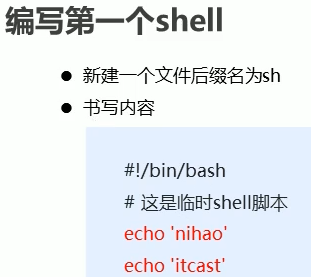 编写第一个shell
● 新建一个文件后缀名为sh
● 书写内容
#!/bin/bash
# 这是临时shell脚本
echo 'nihao'
echo 'itcast'